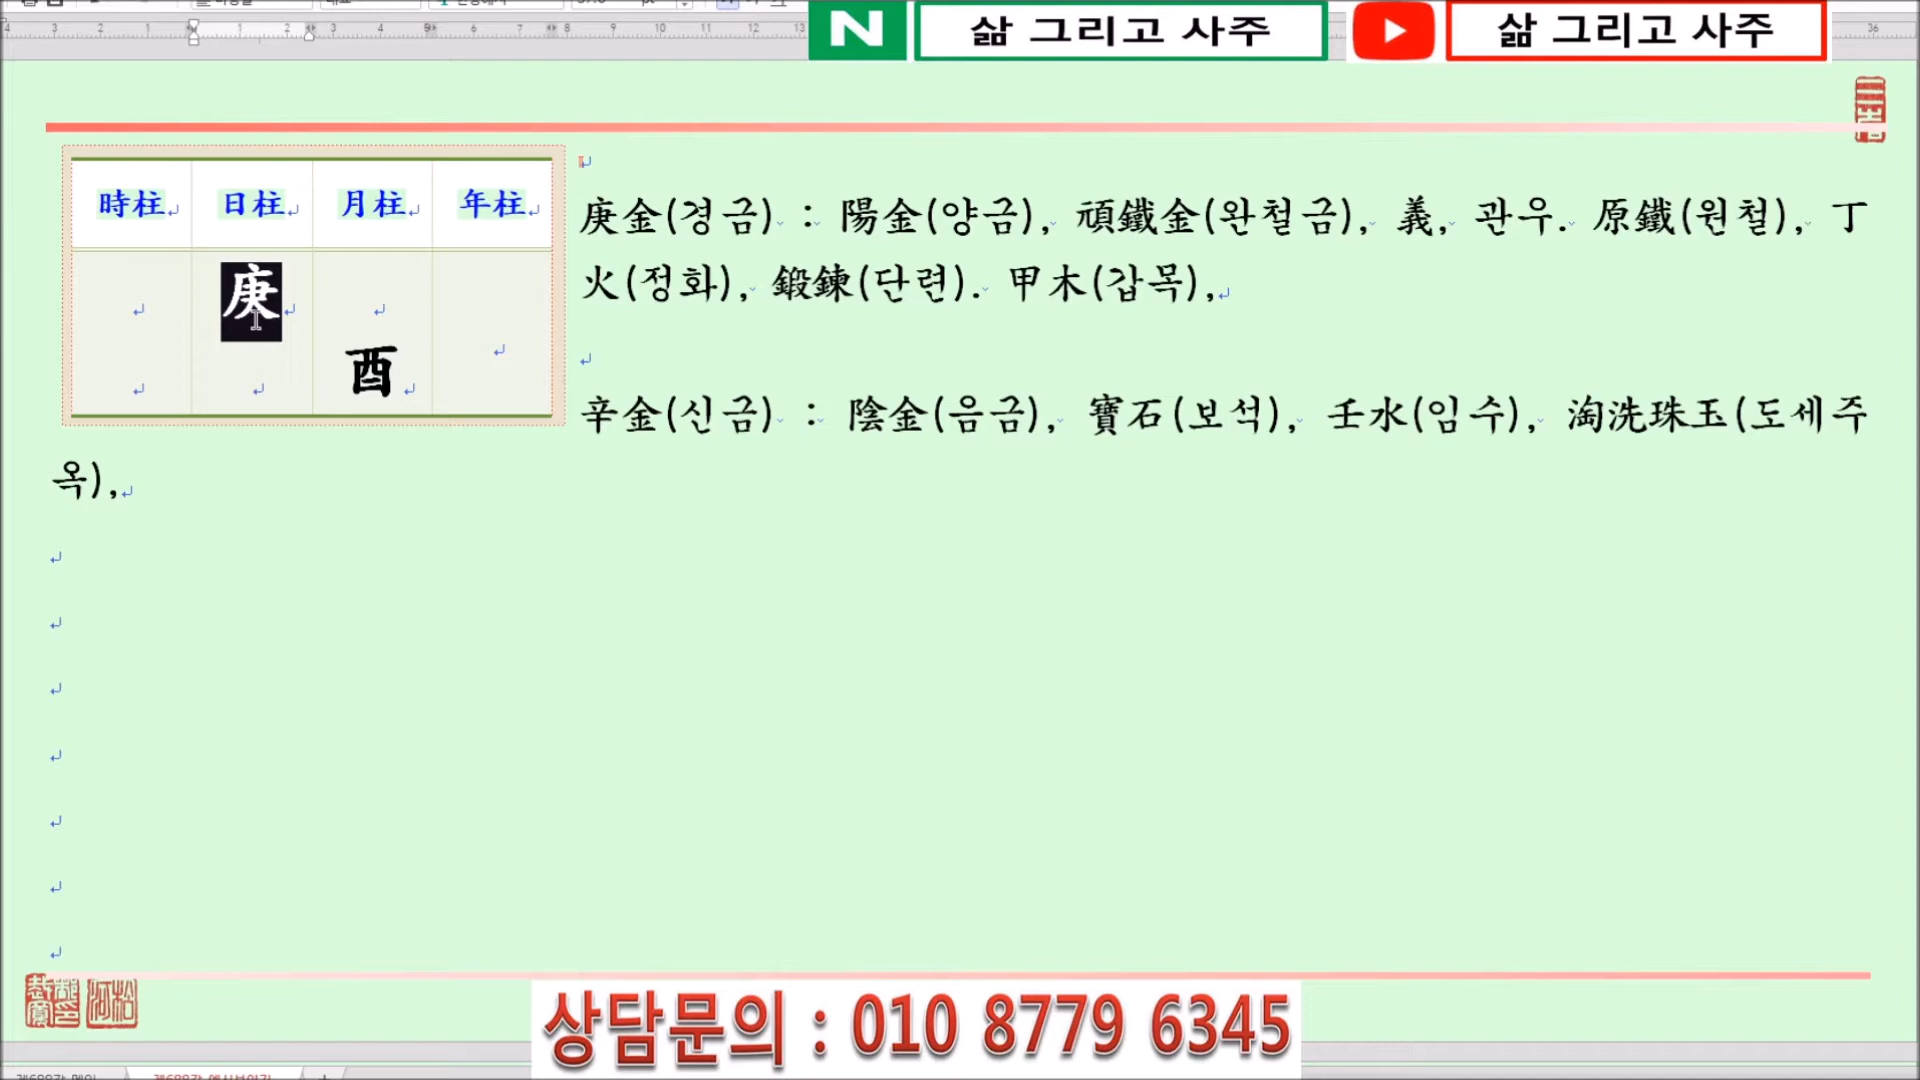 삶 그리고 사주
삶 그리고 사주
時柱 日柱 月柱 年柱
庚
酉
庚金(경금) : 陽金(양금), 頑鐵金(완철금), 義, 관우. 原鐵(원철), 丁
火(정화), 鍛鍊(단련). 甲木(갑목),
辛金(신금) : 陰金(음금), 寶石(보석), 壬水(임수), 淘洗珠玉(도세주
옥),
상담문의 : 010 8779 6345